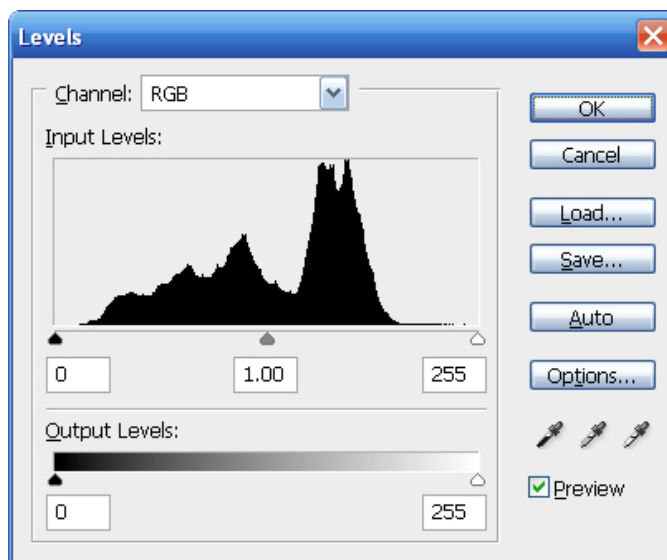 Levels
Channel: RGB
OK
Input Levels:
Cancel
Load...
Save...
Auto
0 1.00 255
Options...
Output Levels:
Preview
0 255